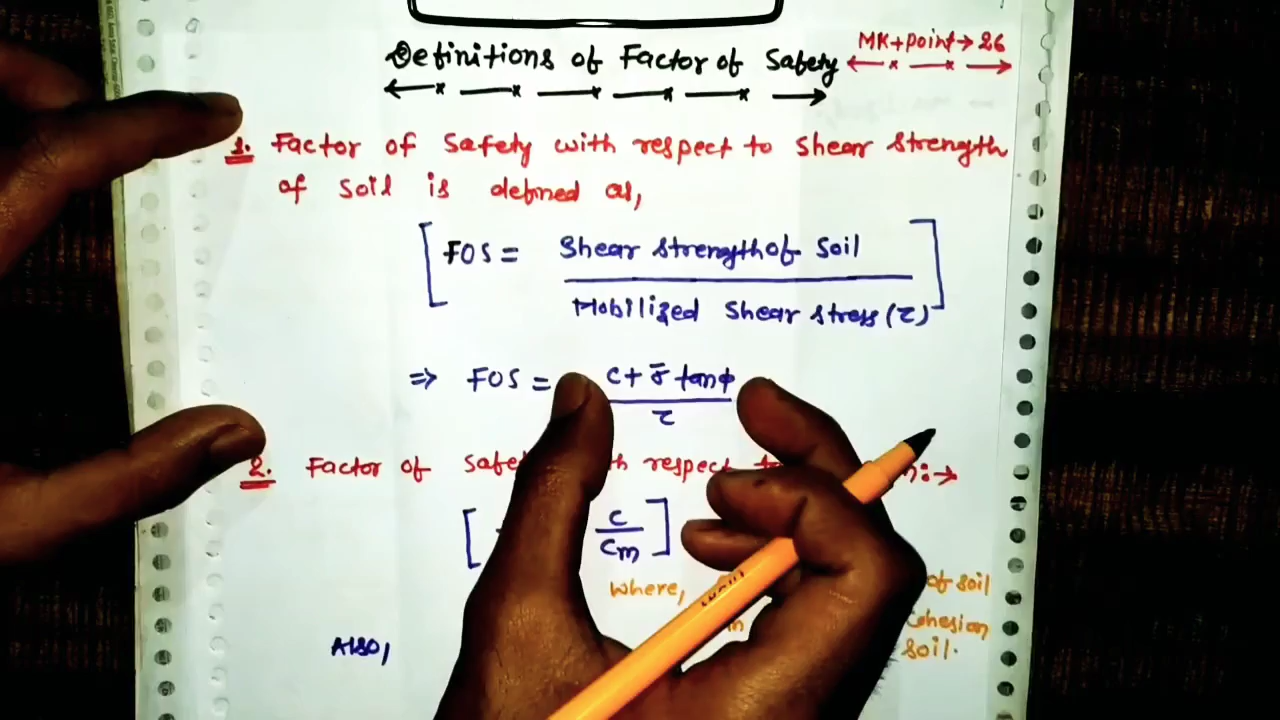 Definitions of Factor of Safety
MK+Point→26
1. Factor of Safety with respect to Shear Strength
of Soil is defined as,
[FOS = Shear Strength of Soil
Mobilized Shear stress (τ)]
⇒ FOS = c + σ̄ tanφ
τ
2. Factor of respect :→
[ c
cm ]
where, of soil
Cohesion
Also, soil.